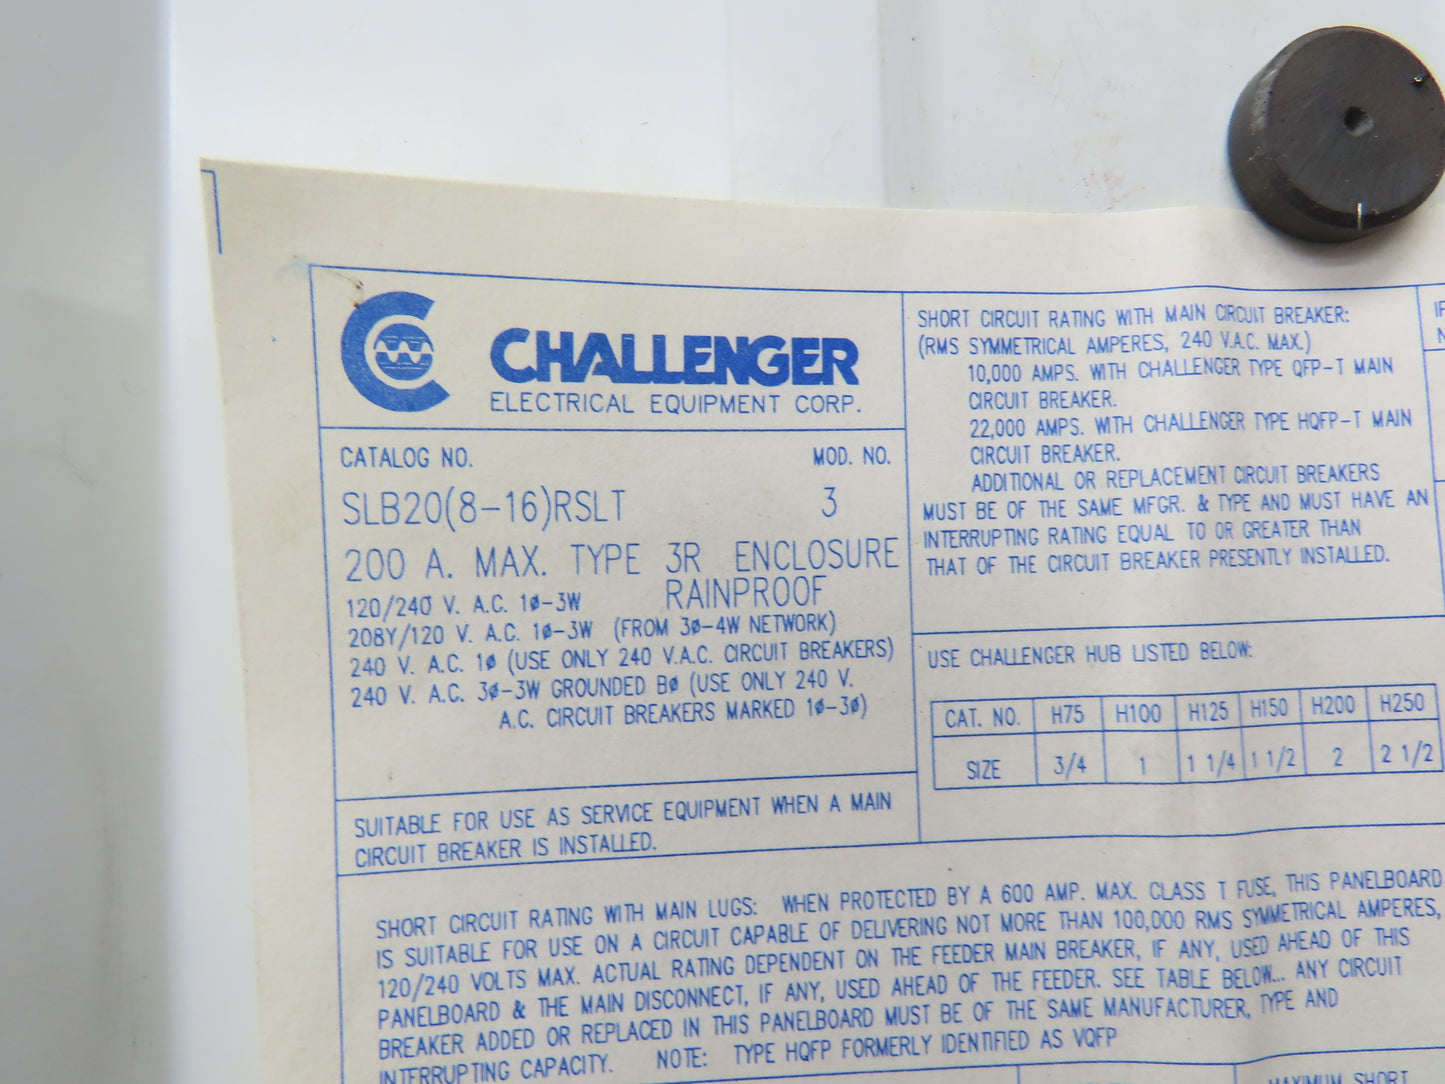 CHALLENGER
ELECTRICAL EQUIPMENT CORP.
CATALOG NO. MOD. NO.
SLB20(8-16)RSLT 3
200 A. MAX. TYPE 3R ENCLOSURE
RAINPROOF
120/240 V. A.C. 1ø-3W
208Y/120 V. A.C. 1ø-3W (FROM 3ø-4W NETWORK)
240 V. A.C. 1ø (USE ONLY 240 V.A.C. CIRCUIT BREAKERS)
240 V. A.C. 3ø-3W GROUNDED Bø (USE ONLY 240 V.
A.C. CIRCUIT BREAKERS MARKED 1ø-3ø)
SUITABLE FOR USE AS SERVICE EQUIPMENT WHEN A MAIN
CIRCUIT BREAKER IS INSTALLED.
SHORT CIRCUIT RATING WITH MAIN CIRCUIT BREAKER:
(RMS SYMMETRICAL AMPERES, 240 V.A.C. MAX.)
10,000 AMPS. WITH CHALLENGER TYPE QFP-T MAIN
CIRCUIT BREAKER.
22,000 AMPS. WITH CHALLENGER TYPE HQFP-T MAIN
CIRCUIT BREAKER.
ADDITIONAL OR REPLACEMENT CIRCUIT BREAKERS
MUST BE OF THE SAME MFGR. & TYPE AND MUST HAVE AN
INTERRUPTING RATING EQUAL TO OR GREATER THAN
THAT OF THE CIRCUIT BREAKER PRESENTLY INSTALLED.
USE CHALLENGER HUB LISTED BELOW:
CAT. NO. H75 H100 H125 H150 H200 H250
SIZE 3/4 1 1 1/4 1 1/2 2 2 1/2
SHORT CIRCUIT RATING WITH MAIN LUGS: WHEN PROTECTED BY A 600 AMP. MAX. CLASS T FUSE, THIS PANELBOARD
IS SUITABLE FOR USE ON A CIRCUIT CAPABLE OF DELIVERING NOT MORE THAN 100,000 RMS SYMMETRICAL AMPERES,
120/240 VOLTS MAX. ACTUAL RATING DEPENDENT ON THE FEEDER MAIN BREAKER, IF ANY, USED AHEAD OF THIS
PANELBOARD & THE MAIN DISCONNECT, IF ANY, USED AHEAD OF THE FEEDER. SEE TABLE BELOW... ANY CIRCUIT
BREAKER ADDED OR REPLACED IN THIS PANELBOARD MUST BE OF THE SAME MANUFACTURER, TYPE AND
INTERRUPTING CAPACITY. NOTE: TYPE HQFP FORMERLY IDENTIFIED AS VQFP
MAXIMUM SHORT